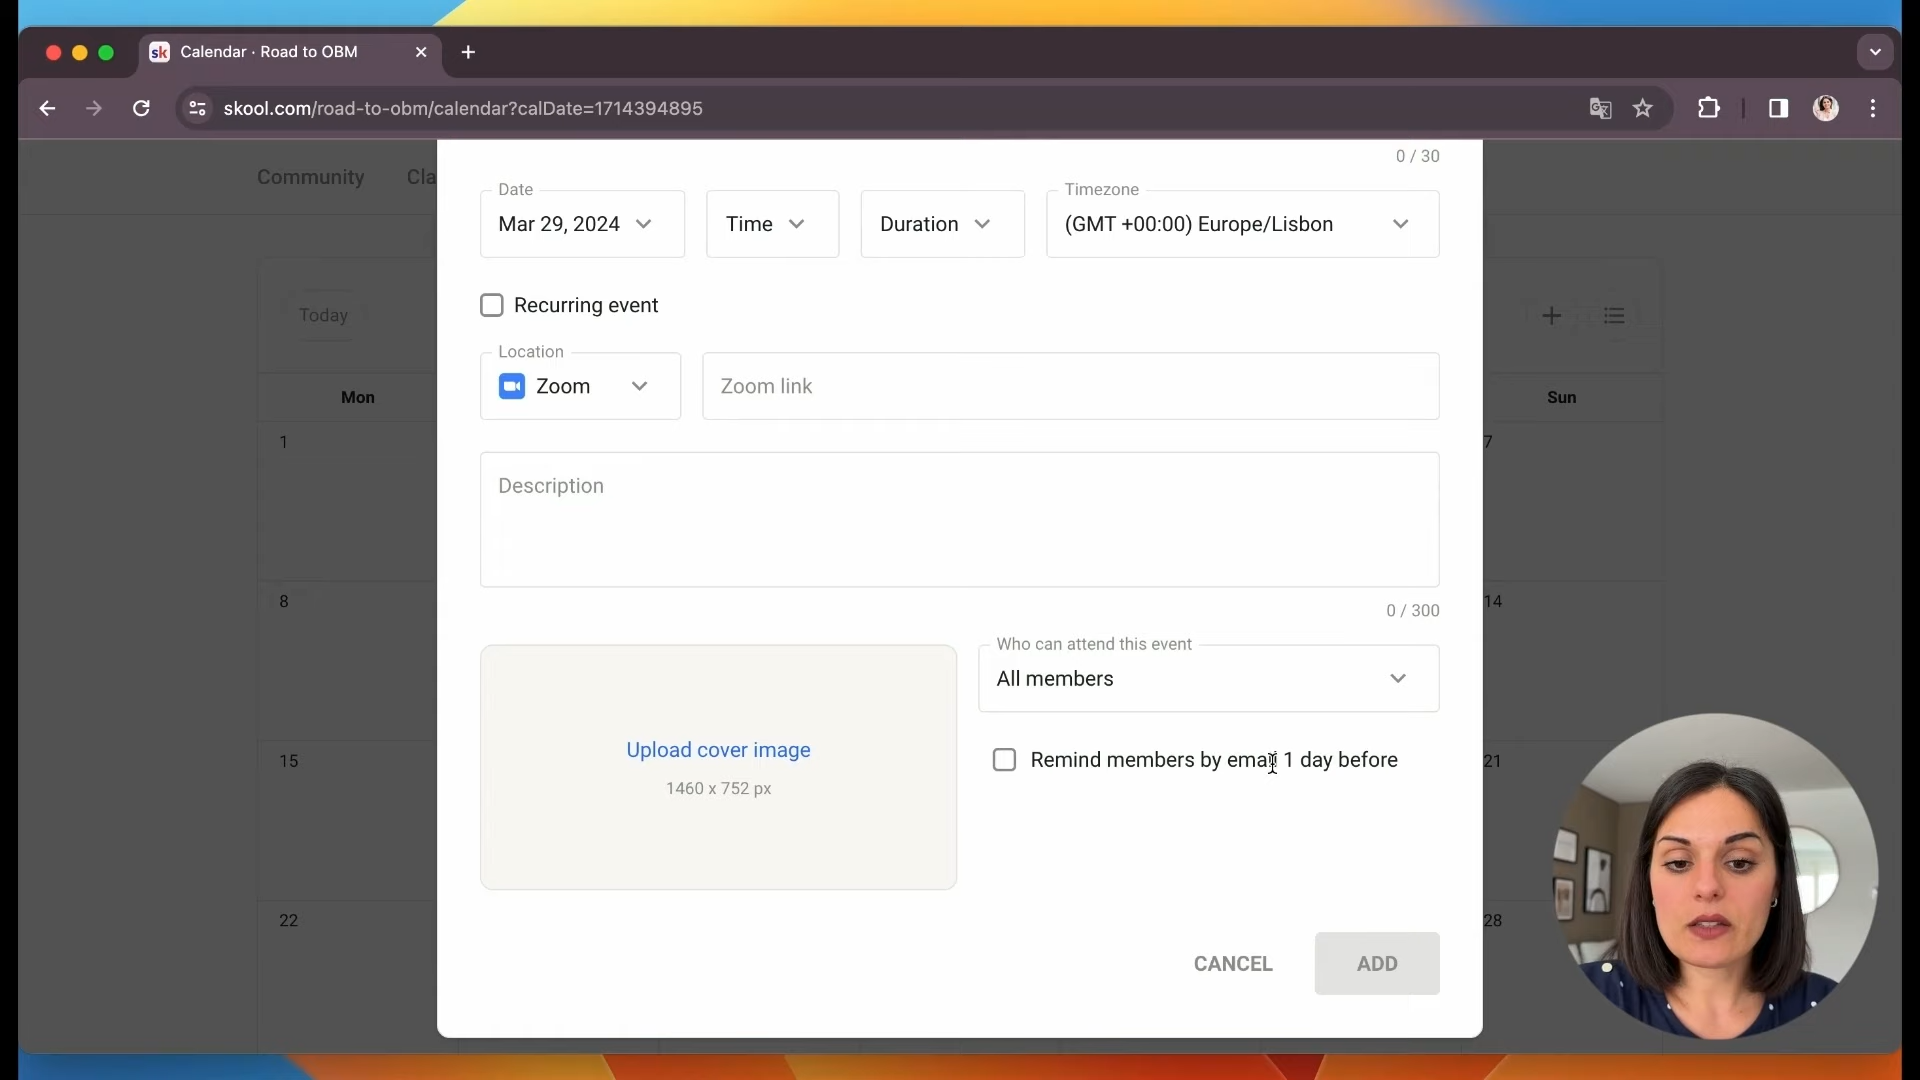 sk Calendar · Road to OBM
skool.com/road-to-obm/calendar?calDate=1714394895
Community Cla
0 / 30
Date
Timezone
Mar 29, 2024
Time
Duration
(GMT +00:00) Europe/Lisbon
Recurring event
Today
Location
Zoom
Zoom link
Mon
Sun
1
7
Description
8
14
0 / 300
Who can attend this event
All members
Upload cover image
1460 x 752 px
Remind members by email 1 day before
15
21
22
28
CANCEL
ADD